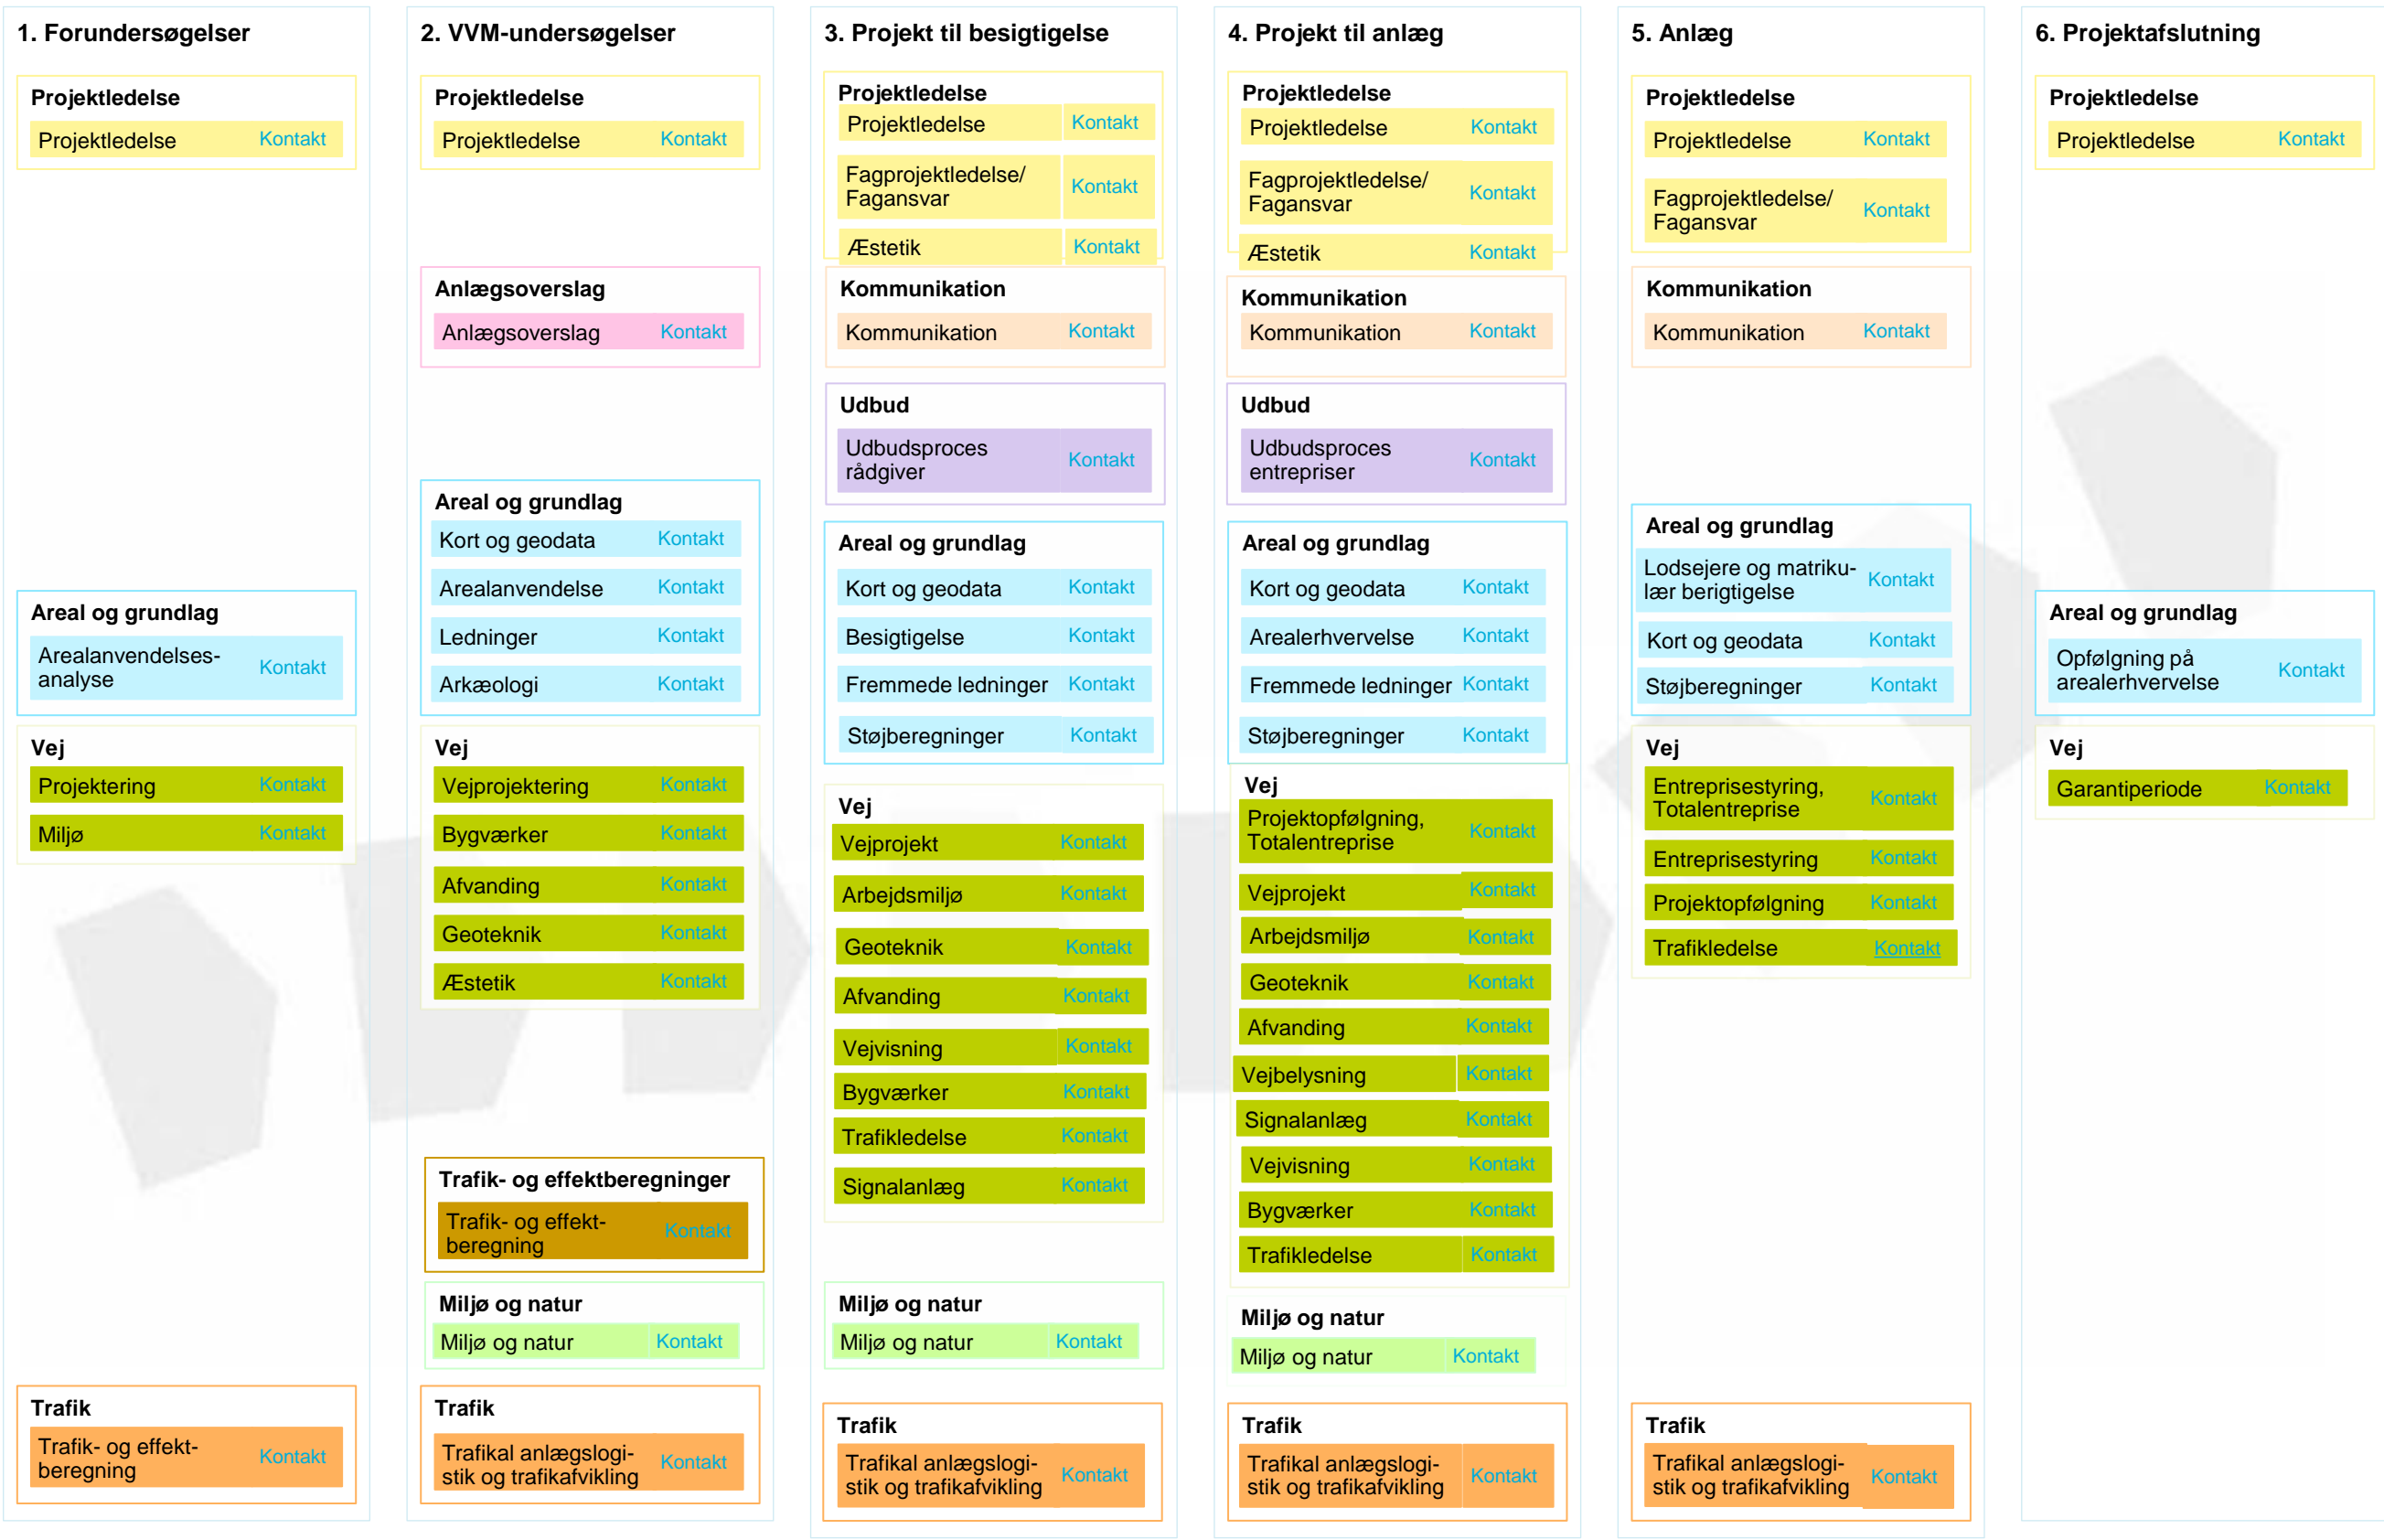 1. Forundersøgelser
Projektledelse
Projektledelse Kontakt
Areal og grundlag
Arealanvendelses-
analyse Kontakt
Vej
Projektering Kontakt
Miljø Kontakt
Trafik
Trafik- og effekt-
beregning Kontakt
2. VVM-undersøgelser
Projektledelse
Projektledelse Kontakt
Anlægsoverslag
Anlægsoverslag Kontakt
Areal og grundlag
Kort og geodata Kontakt
Arealanvendelse Kontakt
Ledninger Kontakt
Arkæologi Kontakt
Vej
Vejprojektering Kontakt
Bygværker Kontakt
Afvanding Kontakt
Geoteknik Kontakt
Æstetik Kontakt
Trafik- og effektberegninger
Trafik- og effekt-
beregning Kontakt
Miljø og natur
Miljø og natur Kontakt
Trafik
Trafikal anlægslogi-
stik og trafikafvikling Kontakt
3. Projekt til besigtigelse
Projektledelse
Projektledelse Kontakt
Fagprojektledelse/
Fagansvar Kontakt
Æstetik Kontakt
Kommunikation
Kommunikation Kontakt
Udbud
Udbudsproces
rådgiver Kontakt
Areal og grundlag
Kort og geodata Kontakt
Besigtigelse Kontakt
Fremmede ledninger Kontakt
Støjberegninger Kontakt
Vej
Vejprojekt Kontakt
Arbejdsmiljø Kontakt
Geoteknik Kontakt
Afvanding Kontakt
Vejvisning Kontakt
Bygværker Kontakt
Trafikledelse Kontakt
Signalanlæg Kontakt
Miljø og natur
Miljø og natur Kontakt
Trafik
Trafikal anlægslogi-
stik og trafikafvikling Kontakt
4. Projekt til anlæg
Projektledelse
Projektledelse Kontakt
Fagprojektledelse/
Fagansvar Kontakt
Æstetik Kontakt
Kommunikation
Kommunikation Kontakt
Udbud
Udbudsproces
entrepriser Kontakt
Areal og grundlag
Kort og geodata Kontakt
Arealerhvervelse Kontakt
Fremmede ledninger Kontakt
Støjberegninger Kontakt
Vej
Projektopfølgning,
Totalentreprise Kontakt
Vejprojekt Kontakt
Arbejdsmiljø Kontakt
Geoteknik Kontakt
Afvanding Kontakt
Vejbelysning Kontakt
Signalanlæg Kontakt
Vejvisning Kontakt
Bygværker Kontakt
Trafikledelse Kontakt
Miljø og natur
Miljø og natur Kontakt
Trafik
Trafikal anlægslogi-
stik og trafikafvikling Kontakt
5. Anlæg
Projektledelse
Projektledelse Kontakt
Fagprojektledelse/
Fagansvar Kontakt
Kommunikation
Kommunikation Kontakt
Areal og grundlag
Lodsejere og matriku-
lær berigtigelse Kontakt
Kort og geodata Kontakt
Støjberegninger Kontakt
Vej
Entreprisestyring,
Totalentreprise Kontakt
Entreprisestyring Kontakt
Projektopfølgning Kontakt
Trafikledelse Kontakt
Trafik
Trafikal anlægslogi-
stik og trafikafvikling Kontakt
6. Projektafslutning
Projektledelse
Projektledelse Kontakt
Areal og grundlag
Opfølgning på
arealerhvervelse Kontakt
Vej
Garantiperiode Kontakt